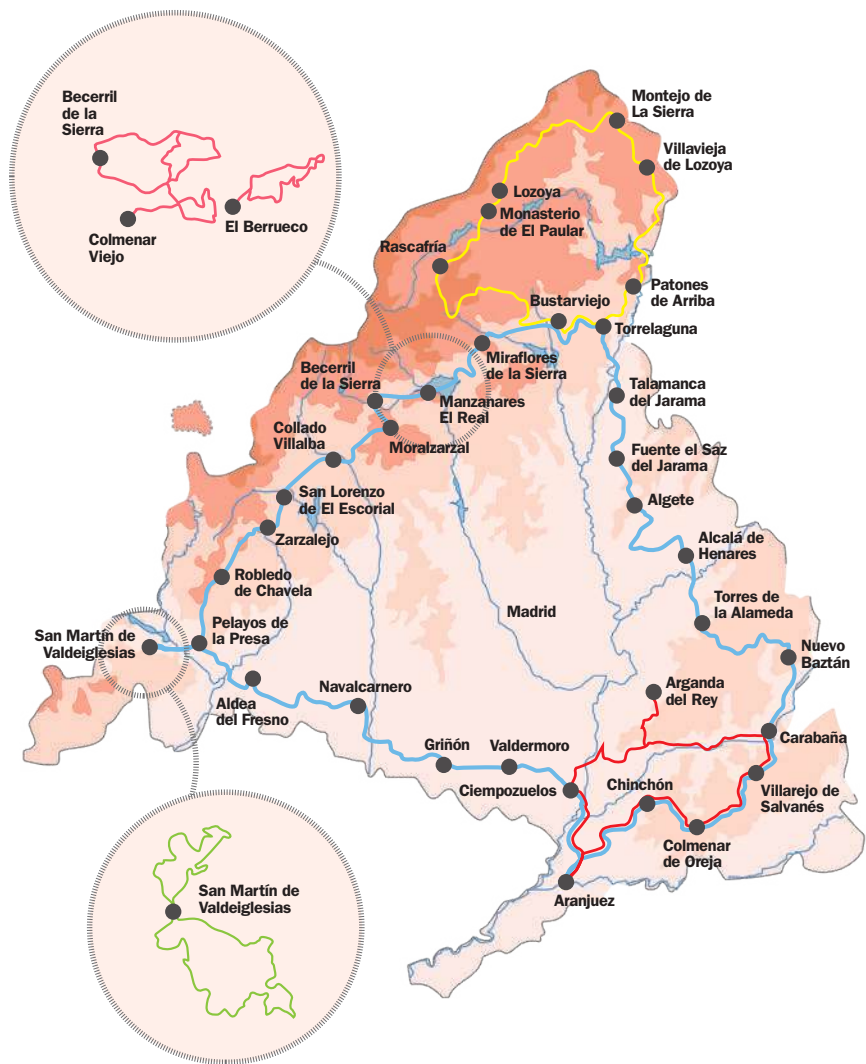 Becerril
de la
Sierra
Colmenar
Viejo
El Berrueco
Montejo de
La Sierra
Villavieja
de Lozoya
Lozoya
Monasterio
de El Paular
Rascafría
Patones
de Arriba
Bustarviejo
Torrelaguna
Miraflores
de la Sierra
Becerril
de la Sierra
Manzanares
El Real
Talamanca
del Jarama
Collado
Villalba
Moralzarzal
Fuente el Saz
del Jarama
San Lorenzo
de El Escorial
Algete
Zarzalejo
Alcalá de
Henares
Robledo
de Chavela
Torres de
la Alameda
Madrid
Pelayos de
la Presa
San Martín de
Valdeiglesias
Nuevo
Baztán
Aldea
del Fresno
Navalcarnero
Arganda
del Rey
Carabaña
Griñón
Valdermoro
Ciempozuelos
Chinchón
Villarejo de
Salvanés
Colmenar
de Oreja
Aranjuez
San Martín de
Valdeiglesias